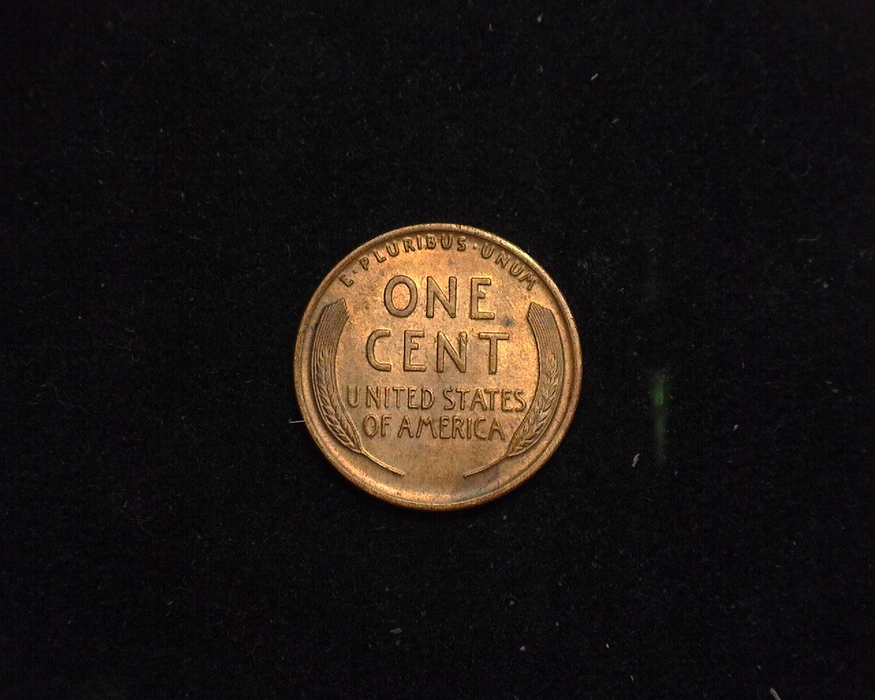 E·PLURIBUS·UNUM
ONE
CENT
UNITED STATES
OF AMERICA